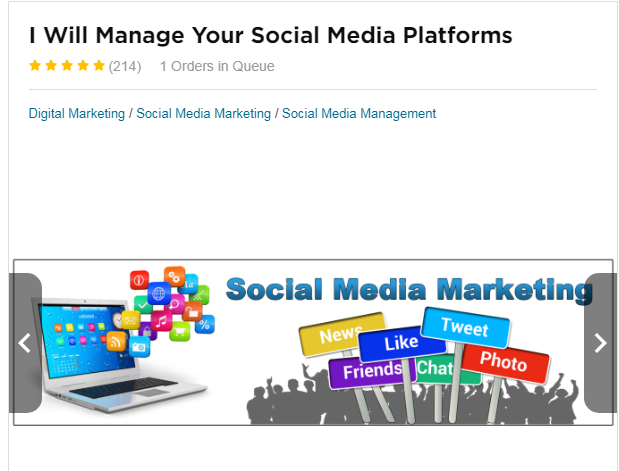 I Will Manage Your Social Media Platforms
(214) 1 Orders in Queue
Digital Marketing / Social Media Marketing / Social Media Management
Social Media Marketing
News
Like
Tweet
Friends
Chat
Photo